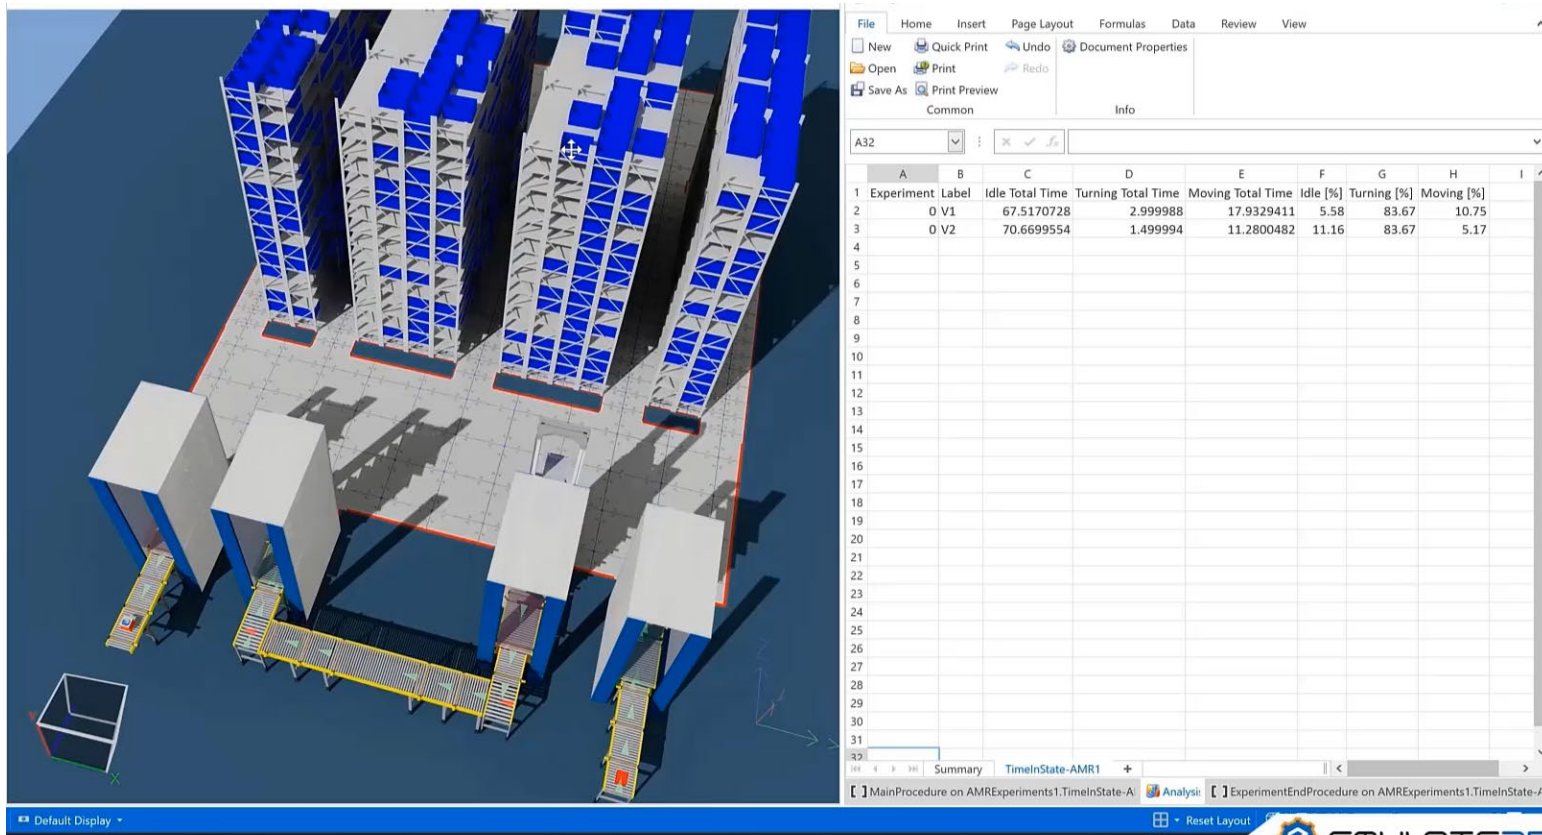 File Home Insert Page Layout Formulas Data Review View
New Quick Print Undo Document Properties
Open Print Redo
Save As Print Preview
Common Info
A32
A B C D E F G H I
1 Experiment Label Idle Total Time Turning Total Time Moving Total Time Idle [%] Turning [%] Moving [%]
2 0 V1 67.5170728 2.999988 17.9329411 5.58 83.67 10.75
3 0 V2 70.6699554 1.499994 11.2800482 11.16 83.67 5.17
4
5
6
7
8
9
10
11
12
13
14
15
16
17
18
19
20
21
22
23
24
25
26
27
28
29
30
31
32
Summary TimeInState-AMR1 +
MainProcedure on AMRExperiments1.TimeInState-A Analysis ExperimentEndProcedure on AMRExperiments1.TimeInState-A
X
Default Display Reset Layout